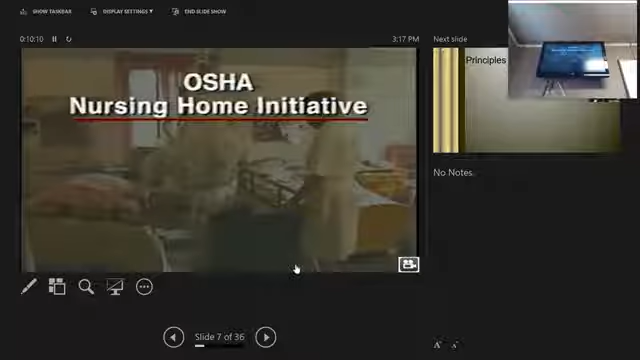 SHOW TASKBAR
DISPLAY SETTINGS ▾
END SLIDE SHOW
0:10:10
3:17 PM
OSHA
Nursing Home Initiative
Next slide
Principles
No Notes.
Slide 7 of 36
A
A